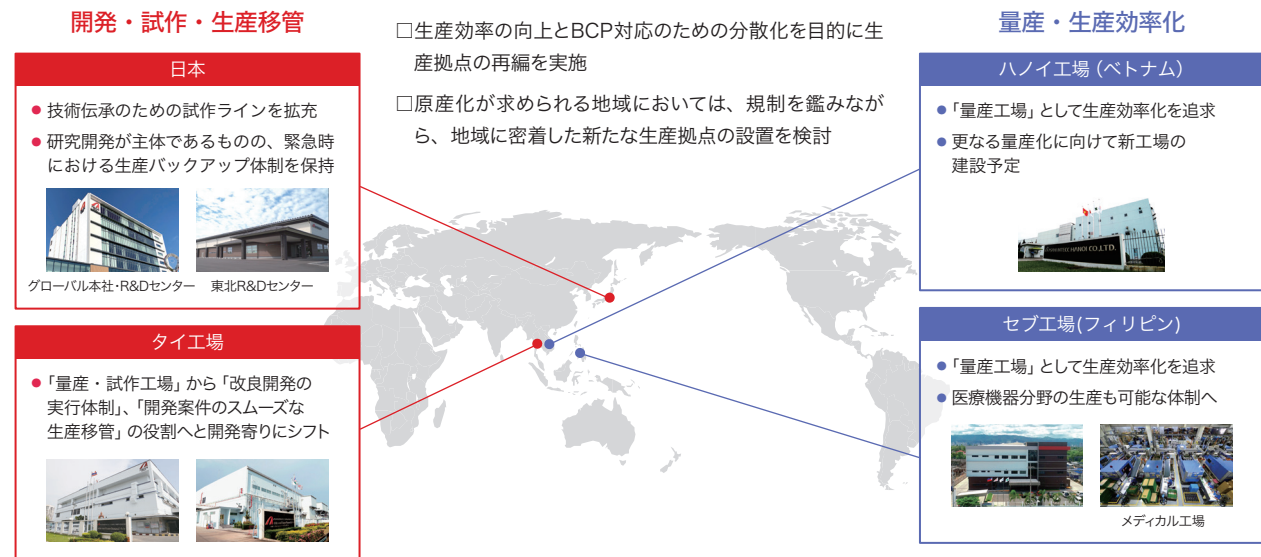 開発・試作・生産移管
日本
● 技術伝承のための試作ラインを拡充
● 研究開発が主体であるものの、緊急時
における生産バックアップ体制を保持
グローバル本社・R&Dセンター
東北R&Dセンター
タイ工場
● 「量産・試作工場」から「改良開発の
実行体制」、「開発案件のスムーズな
生産移管」の役割へと開発寄りにシフト
□生産効率の向上とBCP対応のための分散化を目的に生
産拠点の再編を実施
□原産化が求められる地域においては、規制を鑑みなが
ら、地域に密着した新たな生産拠点の設置を検討
量産・生産効率化
ハノイ工場（ベトナム）
● 「量産工場」として生産効率化を追求
● 更なる量産化に向けて新工場の
建設予定
HANOI CO.,LTD.
セブ工場(フィリピン)
● 「量産工場」として生産効率化を追求
● 医療機器分野の生産も可能な体制へ
メディカル工場